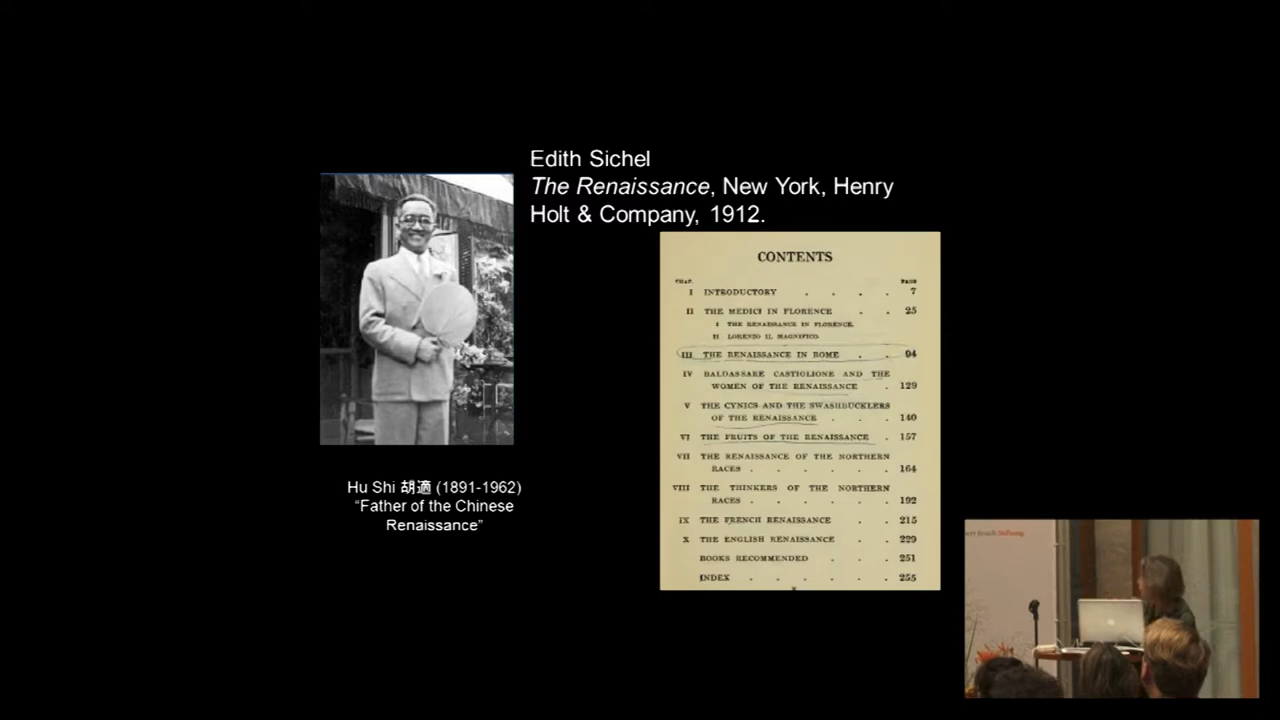 Edith Sichel
The Renaissance, New York, Henry
Holt & Company, 1912.
CONTENTS
CHAP. PAGE
I INTRODUCTORY . . . . 7
II THE MEDICI IN FLORENCE . . 25
I THE RENAISSANCE IN FLORENCE.
II LORENZO IL MAGNIFICO.
III THE RENAISSANCE IN ROME . . 94
IV BALDASSARE CASTIGLIONE AND THE
WOMEN OF THE RENAISSANCE . 129
V THE CYNICS AND THE SWASHBUCKLERS
OF THE RENAISSANCE . . . 140
VI THE FRUITS OF THE RENAISSANCE . 157
VII THE RENAISSANCE OF THE NORTHERN
RACES . . . . . . 164
VIII THE THINKERS OF THE NORTHERN
RACES . . . . . . 192
IX THE FRENCH RENAISSANCE . . 215
X THE ENGLISH RENAISSANCE . . 229
BOOKS RECOMMENDED . . . 251
INDEX . . . . . . 255
Hu Shi 胡適 (1891-1962)
“Father of the Chinese
Renaissance”
Stiftung